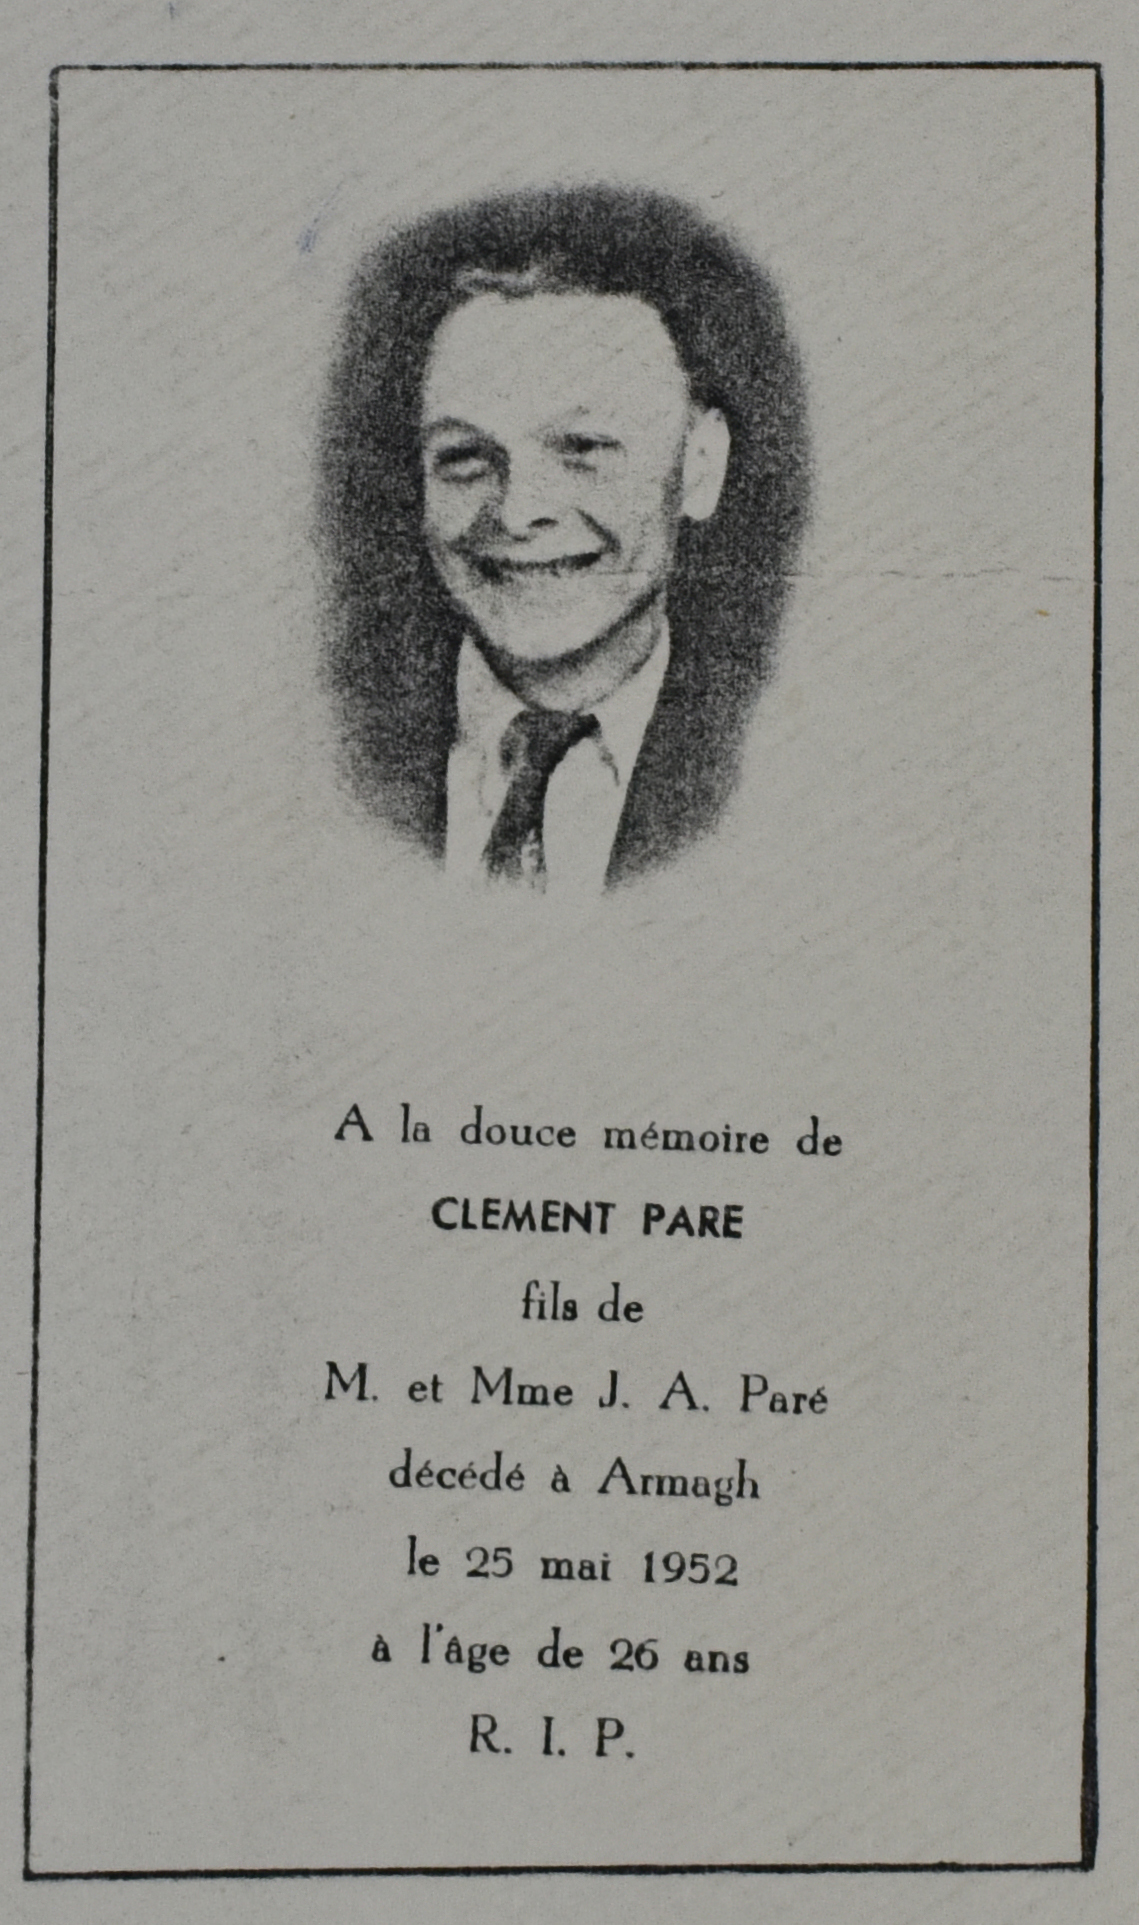 A la douce mémoire de
CLEMENT PARE
fils de
M. et Mme J. A. Paré
décédé à Armagh
le 25 mai 1952
à l'âge de 26 ans
R. I. P.